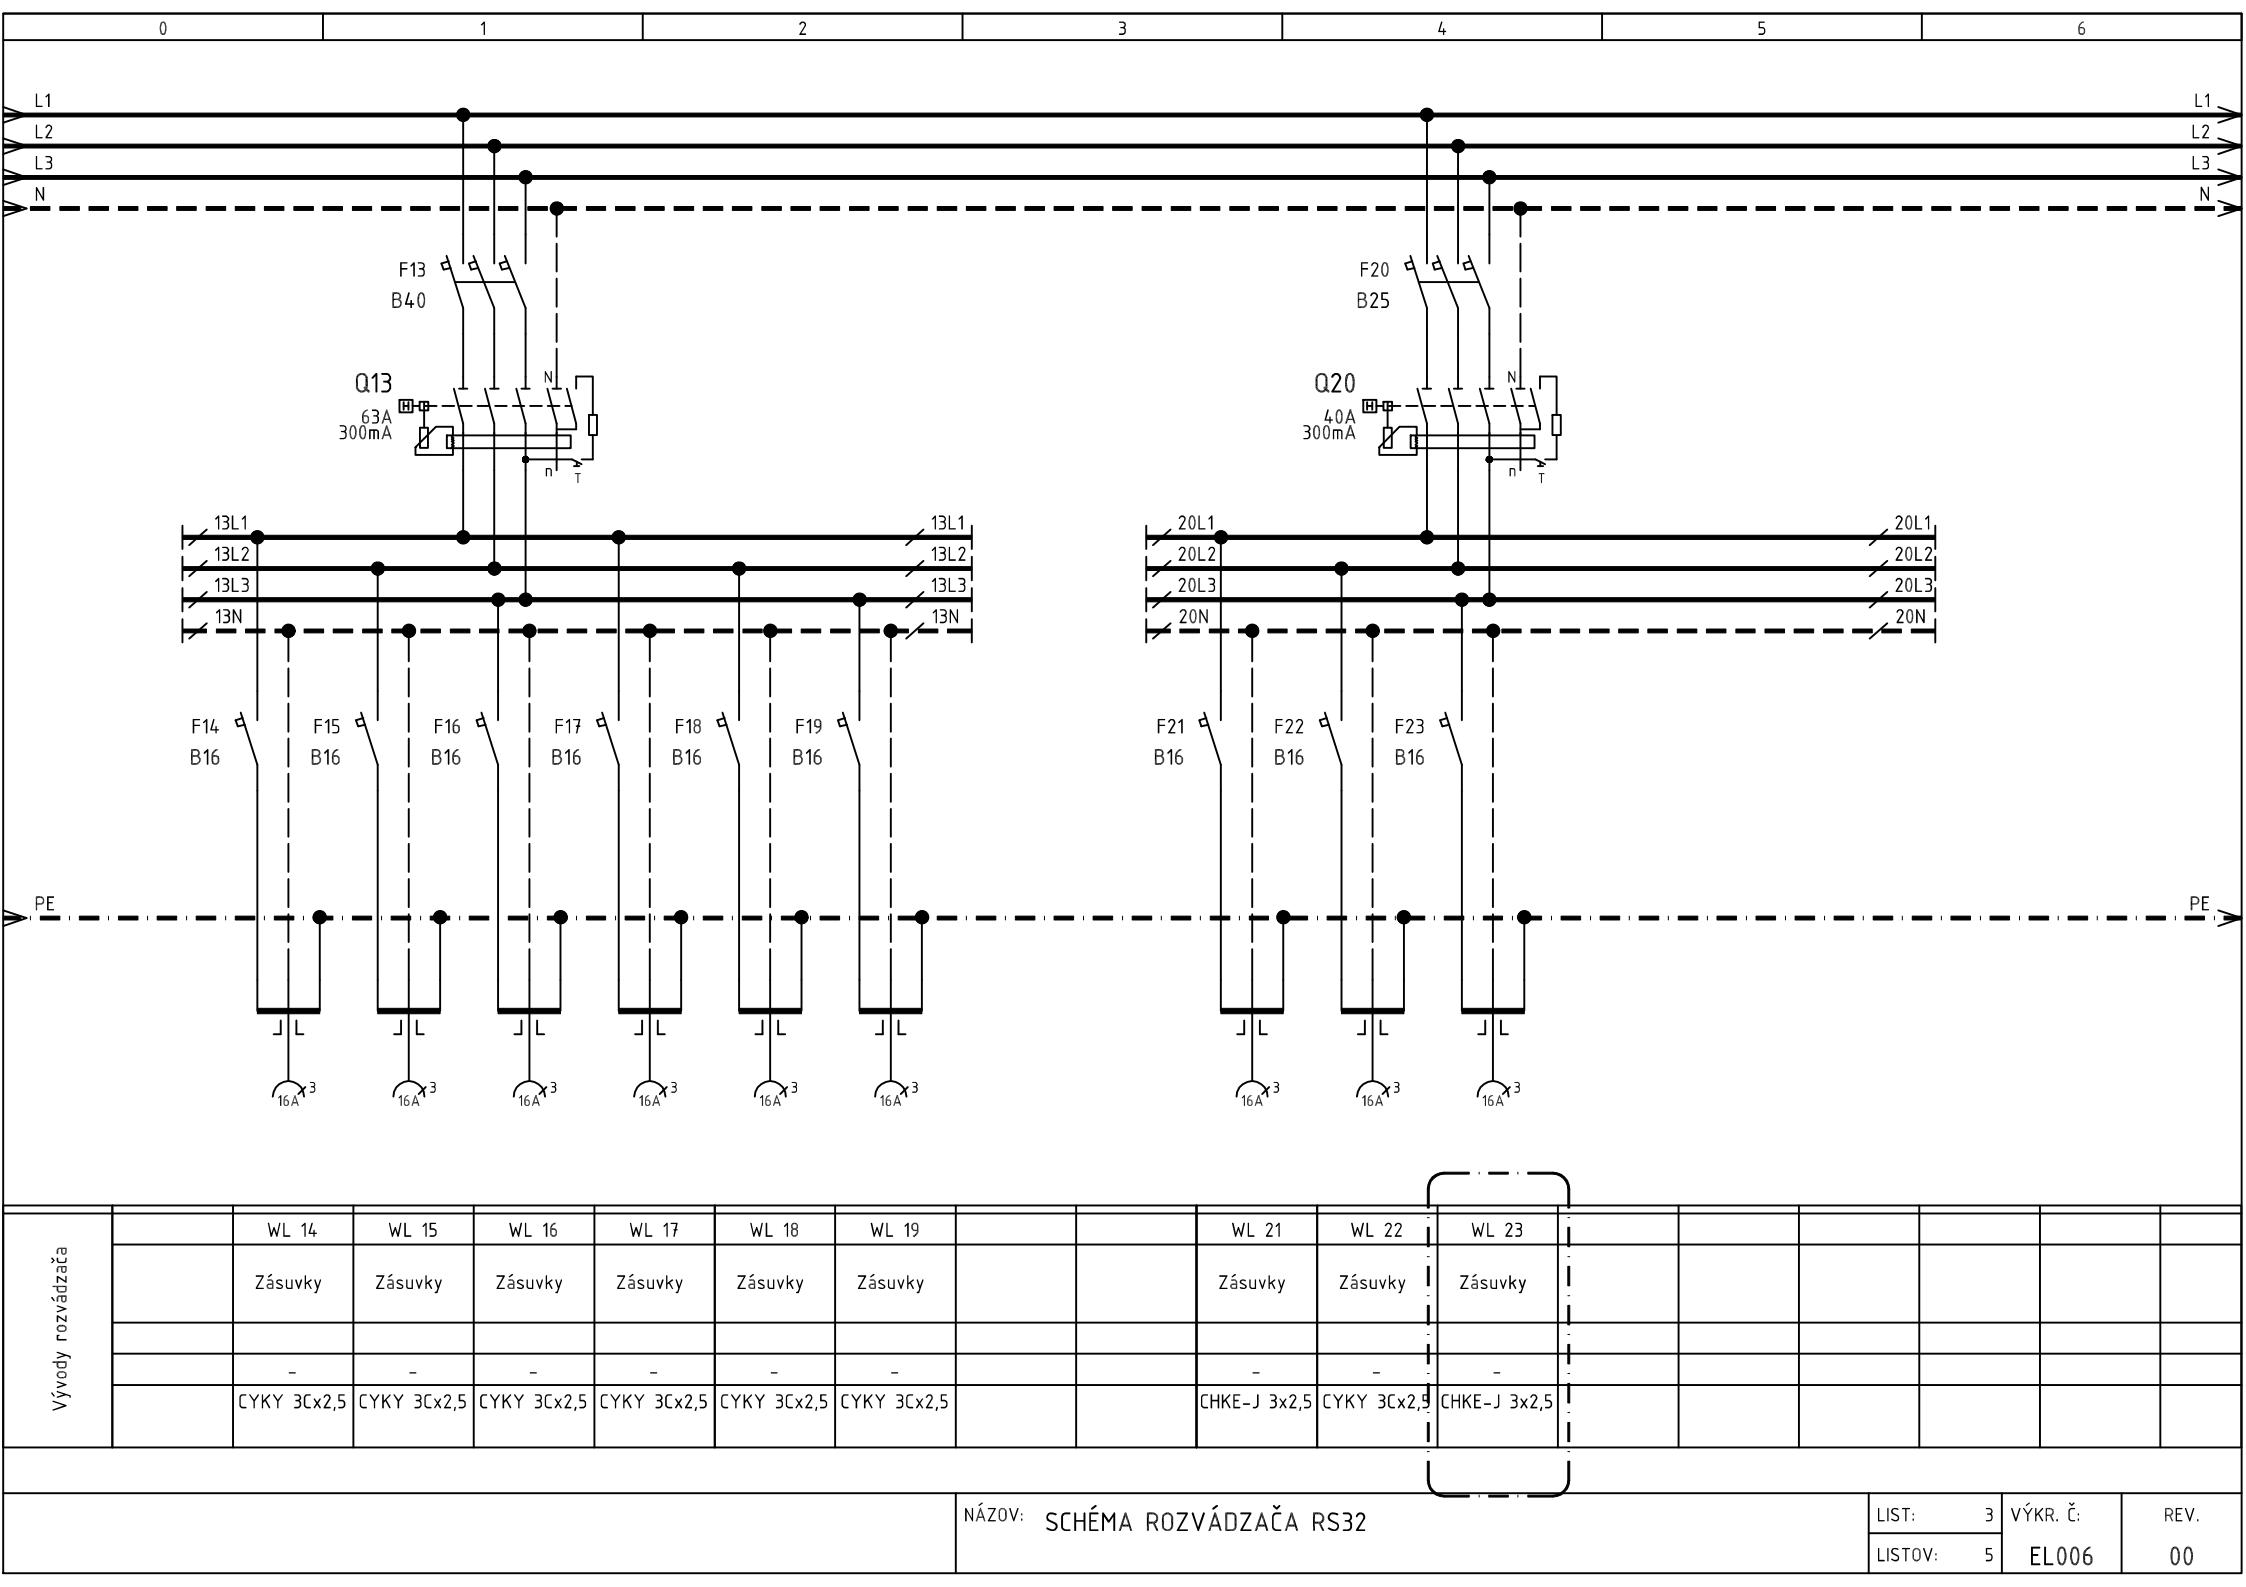 0 1 2 3 4 5 6
L1 L1
L2 L2
L3 L3
N N
F13 F20
B40 B25
N N
Q13 Q20
63A 40A
300mA 300mA
n T n T
13L1 13L1 20L1 20L1
13L2 13L2 20L2 20L2
13L3 13L3 20L3 20L3
13N 13N 20N 20N
F14 F15 F16 F17 F18 F19 F21 F22 F23
B16 B16 B16 B16 B16 B16 B16 B16 B16
PE PE
3 3 3 3 3 3 3 3 3
16A 16A 16A 16A 16A 16A 16A 16A 16A
Vývody rozvádzača
WL 14 WL 15 WL 16 WL 17 WL 18 WL 19 WL 21 WL 22 WL 23
Zásuvky Zásuvky Zásuvky Zásuvky Zásuvky Zásuvky Zásuvky Zásuvky Zásuvky
- - - - - - - - -
CYKY 3Cx2,5 CYKY 3Cx2,5 CYKY 3Cx2,5 CYKY 3Cx2,5 CYKY 3Cx2,5 CYKY 3Cx2,5 CHKE-J 3x2,5 CYKY 3Cx2,5 CHKE-J 3x2,5
NÁZOV: SCHÉMA ROZVÁDZAČA RS32
LIST: 3 VÝKR. Č: REV.
LISTOV: 5 EL006 00